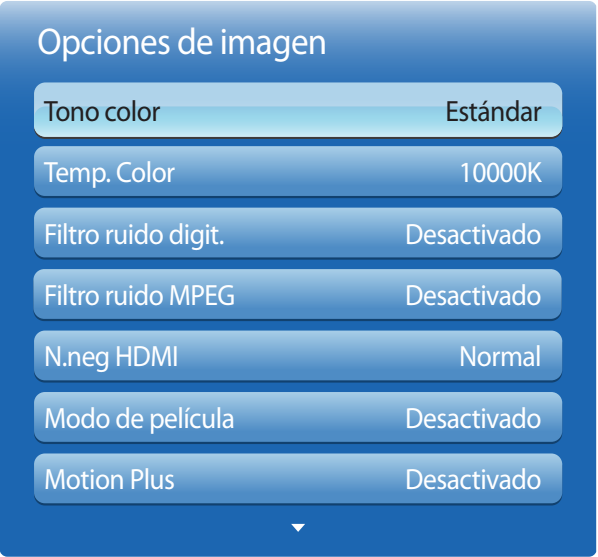 Opciones de imagen
Tono color Estándar
Temp. Color 10000K
Filtro ruido digit. Desactivado
Filtro ruido MPEG Desactivado
N.neg HDMI Normal
Modo de película Desactivado
Motion Plus Desactivado